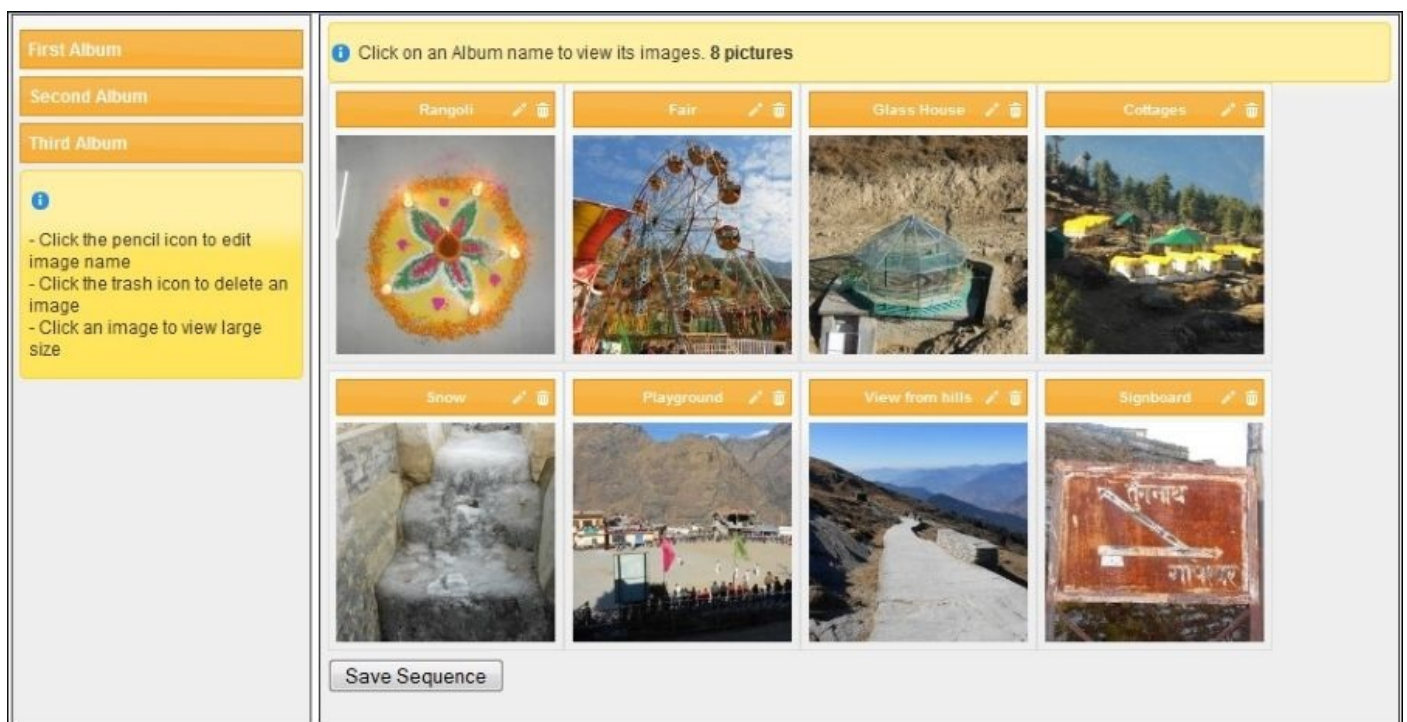 First Album
Second Album
Third Album
- Click the pencil icon to edit
image name
- Click the trash icon to delete an
image
- Click an image to view large
size
Click on an Album name to view its images. 8 pictures
Rangoli
Fair
Glass House
Cottages
Snow
Playground
View from hills
Signboard
तुंगनाथ
गोपेश्वर
Save Sequence